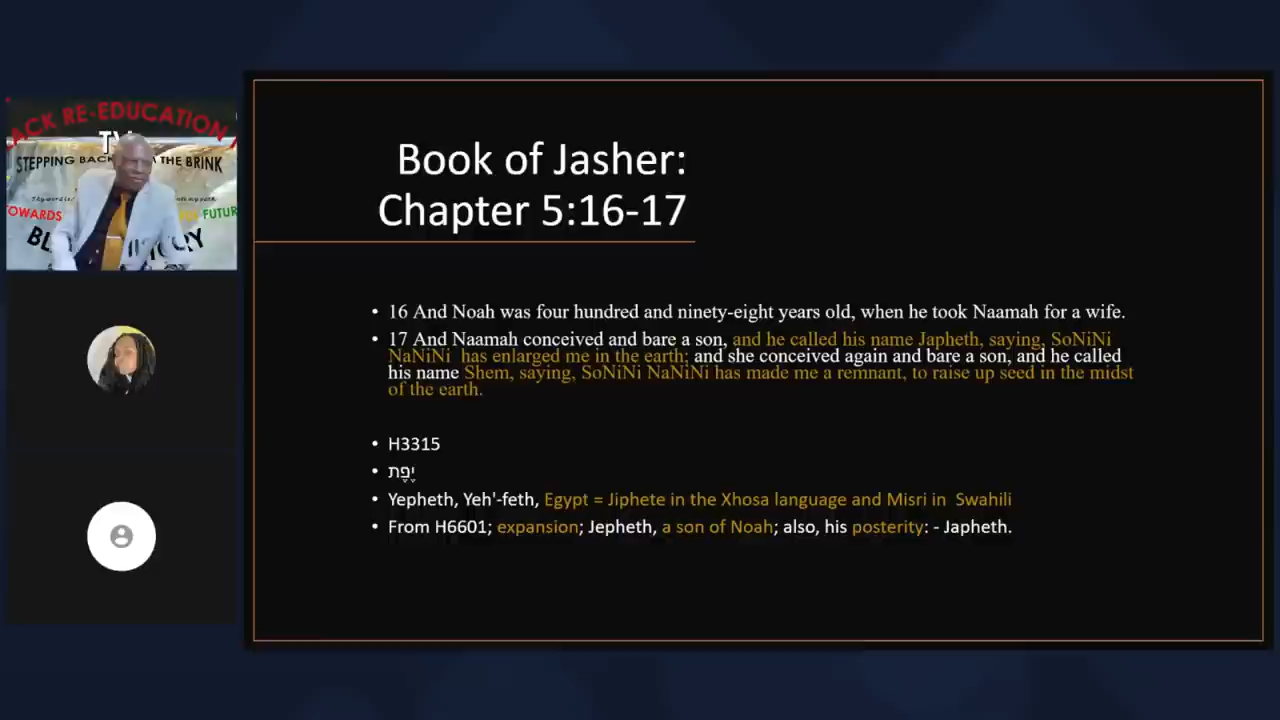 ACK RE-EDUCATION
TV
STEPPING BACK THE BRINK
TOWARDS FUTUR
Book of Jasher:
Chapter 5:16-17
• 16 And Noah was four hundred and ninety-eight years old, when he took Naamah for a wife.
• 17 And Naamah conceived and bare a son, and he called his name Japheth, saying, SoNiNi
NaNiNi has enlarged me in the earth; and she conceived again and bare a son, and he called
his name Shem, saying, SoNiNi NaNiNi has made me a remnant, to raise up seed in the midst
of the earth.
• H3315
• יֶפֶת
• Yepheth, Yeh'-feth, Egypt = Jiphete in the Xhosa language and Misri in Swahili
• From H6601; expansion; Jepheth, a son of Noah; also, his posterity: - Japheth.